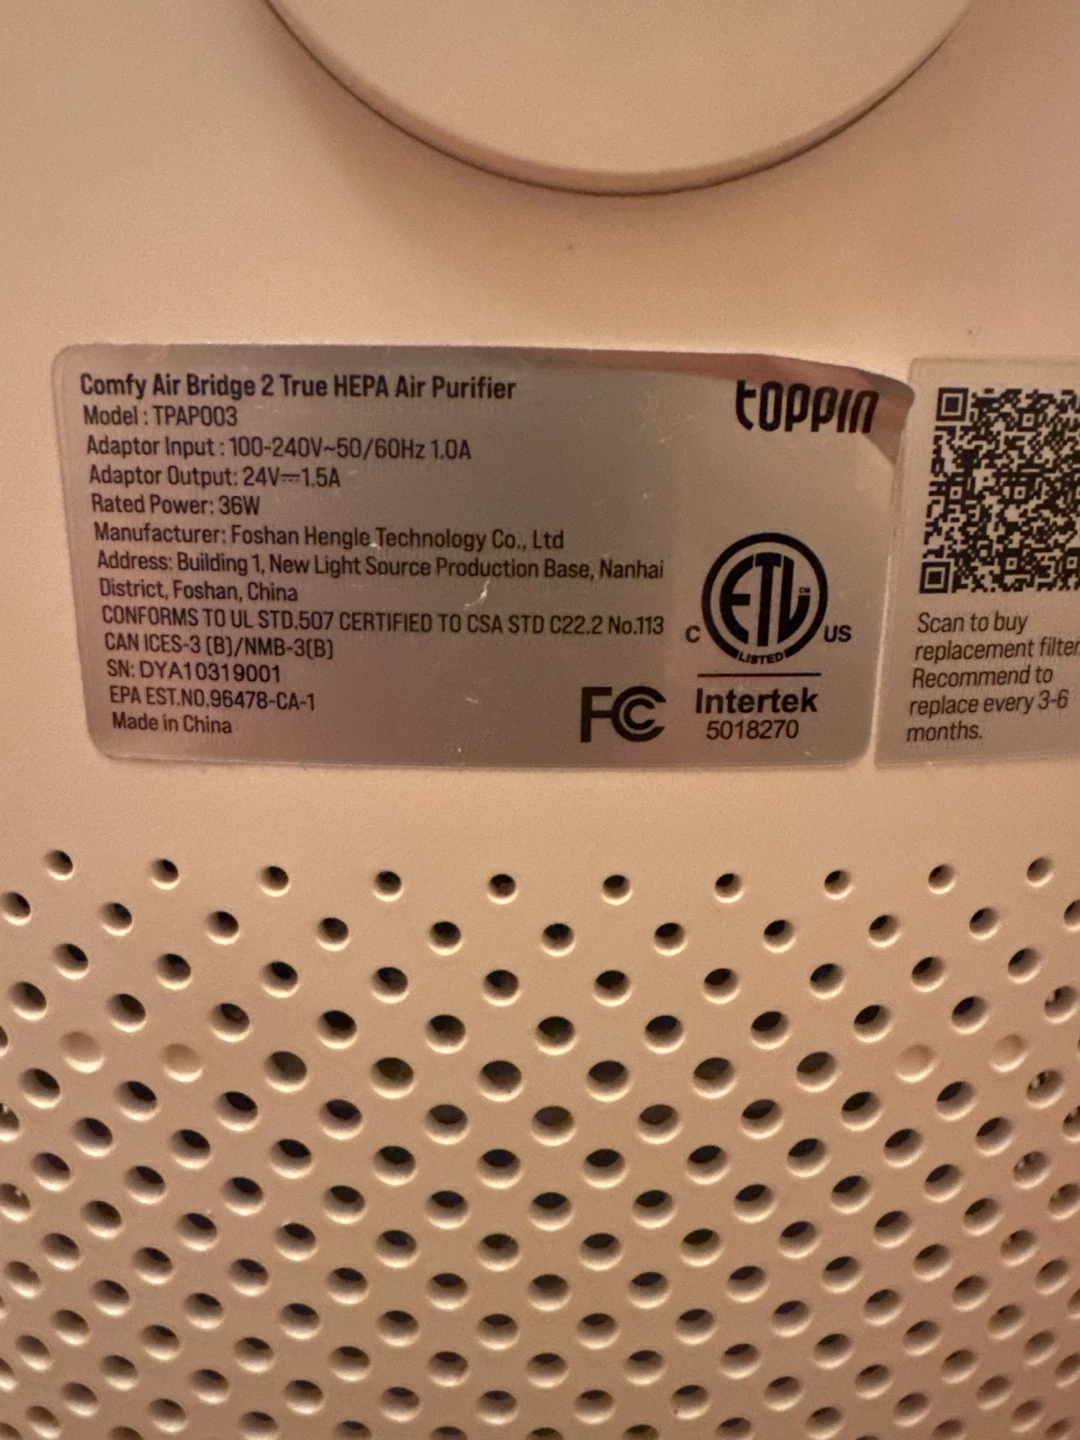 Comfy Air Bridge 2 True HEPA Air Purifier
toppin
Model : TPAP003
Adaptor Input : 100-240V~50/60Hz 1.0A
Adaptor Output: 24V⎓1.5A
Rated Power: 36W
Manufacturer: Foshan Hengle Technology Co., Ltd
Address: Building 1, New Light Source Production Base, Nanhai
District, Foshan, China
CONFORMS TO UL STD.507 CERTIFIED TO CSA STD C22.2 No.113
CAN ICES-3 (B)/NMB-3(B)
SN: DYA10319001
EPA EST.NO.96478-CA-1
Made in China
FC
ETL CM
LISTED
C US
Intertek
5018270
Scan to buy
replacement filter
Recommend to
replace every 3-6
months.